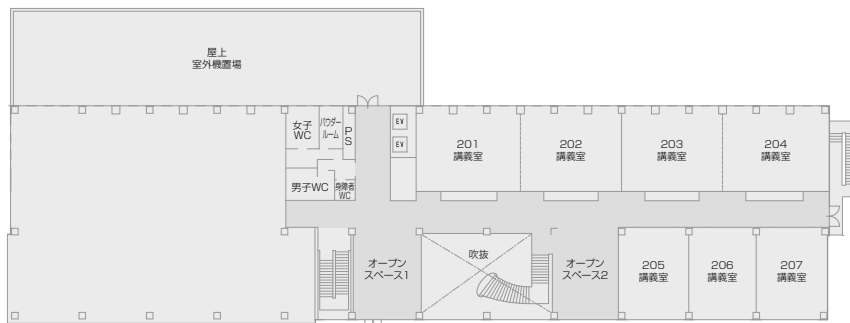 屋上
室外機置場
女子
WC
パウダー
ルーム
PS
EV
EV
男子WC
身障者
WC
201
講義室
202
講義室
203
講義室
204
講義室
オープン
スペース1
吹抜
オープン
スペース2
205
講義室
206
講義室
207
講義室